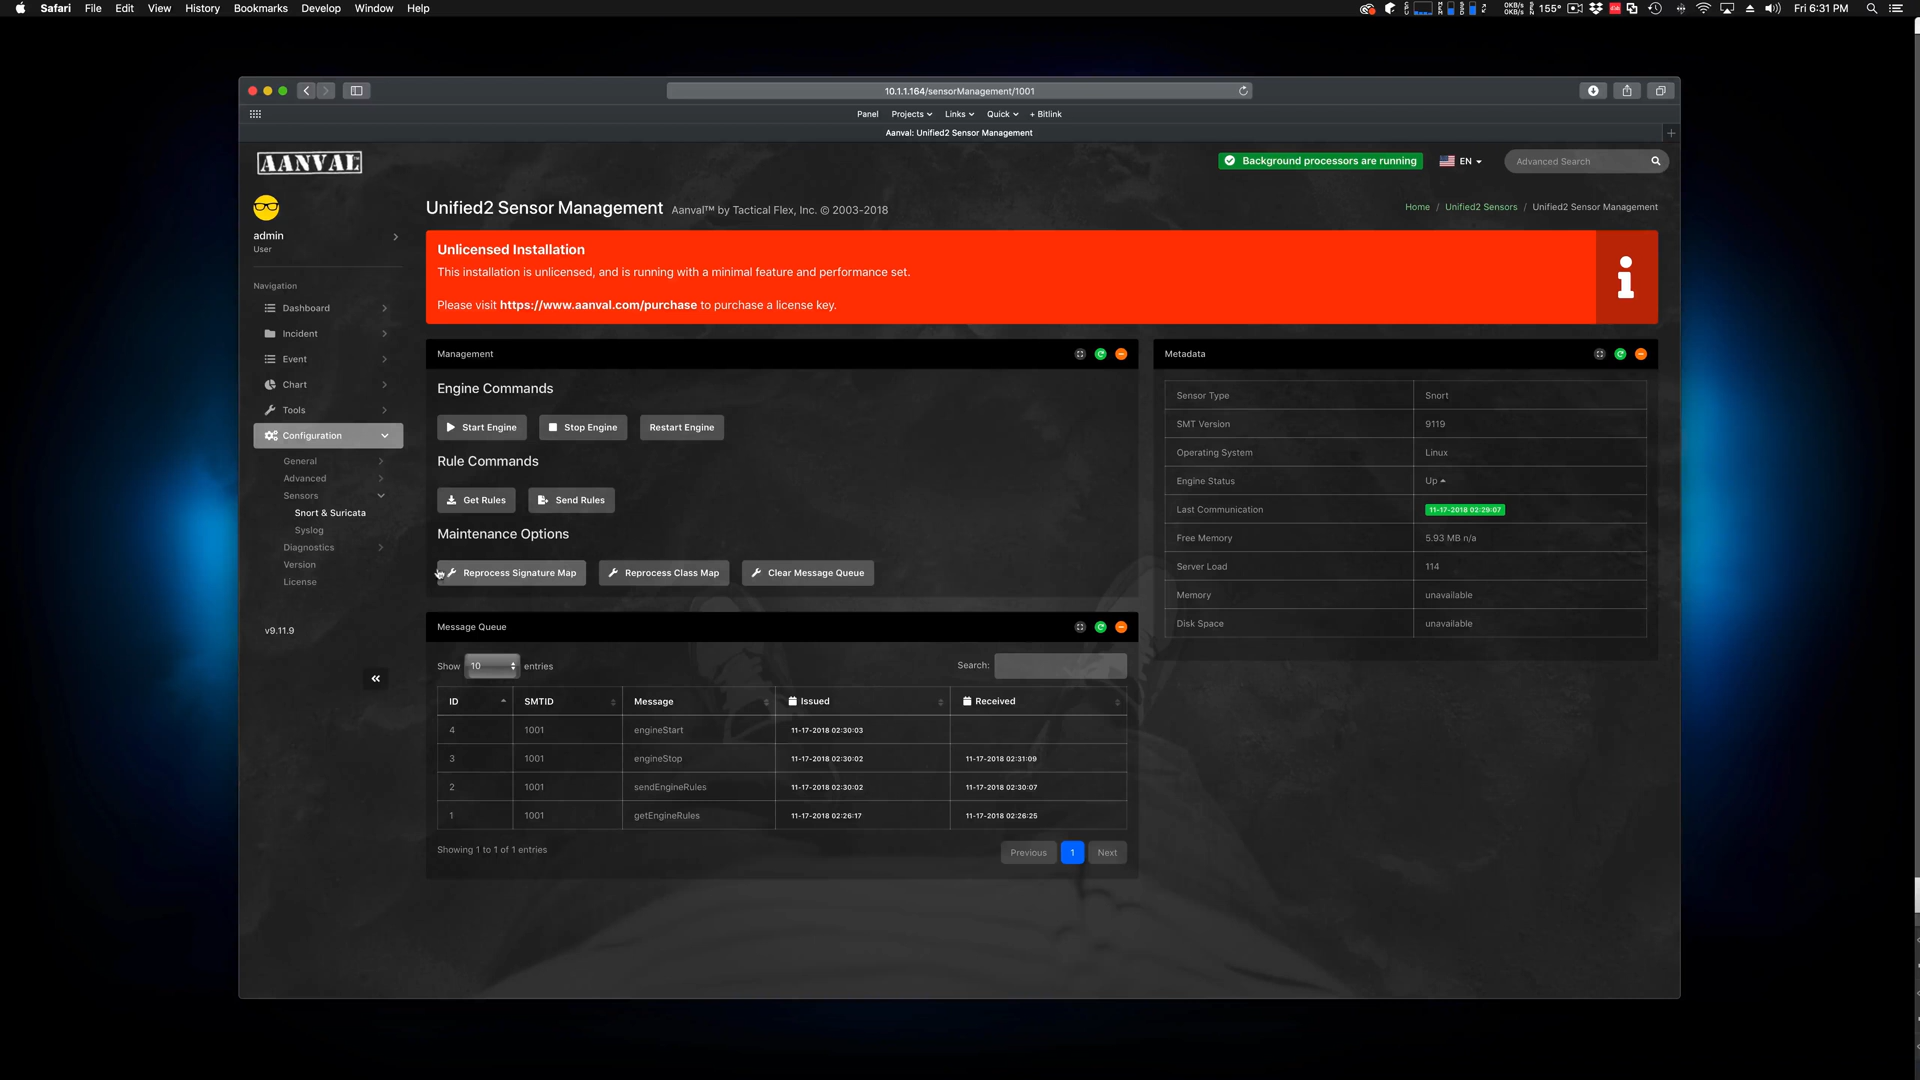 Safari File Edit View History Bookmarks Develop Window Help
0KB/s
0KB/s
155° Fri 6:31 PM
10.1.1.164/sensorManagement/1001
Panel Projects Links Quick + Bitlink
Aanval: Unified2 Sensor Management
AANVAL
Background processors are running EN Advanced Search
admin
User
Navigation
Dashboard
Incident
Event
Chart
Tools
Configuration
General
Advanced
Sensors
Snort & Suricata
Syslog
Diagnostics
Version
License
v9.11.9
Unified2 Sensor Management Aanval™ by Tactical Flex, Inc. © 2003-2018
Home / Unified2 Sensors / Unified2 Sensor Management
Unlicensed Installation
This installation is unlicensed, and is running with a minimal feature and performance set.
Please visit https://www.aanval.com/purchase to purchase a license key.
Management
Engine Commands
Start Engine Stop Engine Restart Engine
Rule Commands
Get Rules Send Rules
Maintenance Options
Reprocess Signature Map Reprocess Class Map Clear Message Queue
Metadata
Sensor Type Snort
SMT Version 9119
Operating System Linux
Engine Status Up
Last Communication 11-17-2018 02:29:07
Free Memory 5.93 MB n/a
Server Load 114
Memory unavailable
Disk Space unavailable
Message Queue
Show 10 entries Search:
ID SMTID Message Issued Received
4 1001 engineStart 11-17-2018 02:30:03
3 1001 engineStop 11-17-2018 02:30:02 11-17-2018 02:31:09
2 1001 sendEngineRules 11-17-2018 02:30:02 11-17-2018 02:30:07
1 1001 getEngineRules 11-17-2018 02:26:17 11-17-2018 02:26:25
Showing 1 to 1 of 1 entries Previous 1 Next